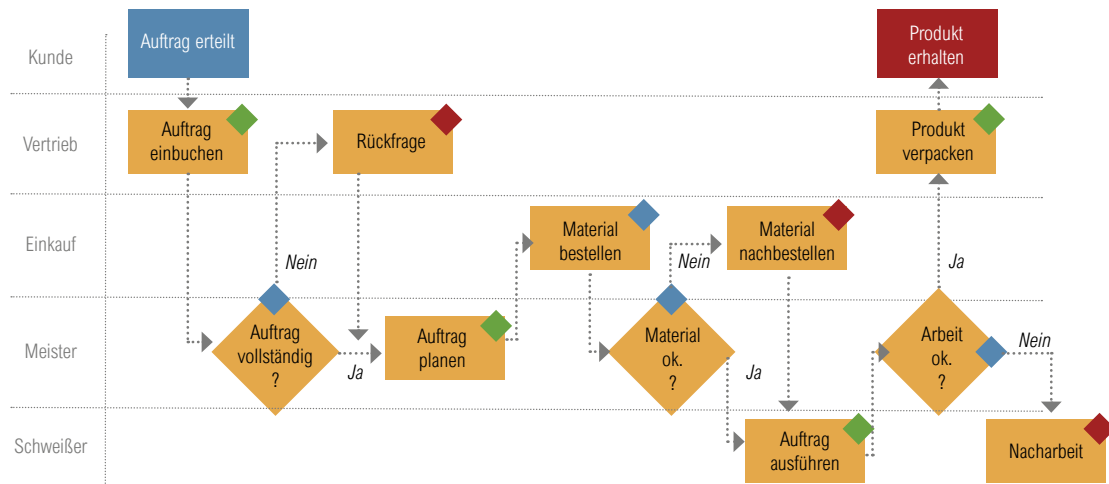 Kunde
Auftrag erteilt
Produkt
erhalten
Vertrieb
Auftrag
einbuchen
Rückfrage
Produkt
verpacken
Einkauf
Nein
Material
bestellen
Nein
Material
nachbestellen
Ja
Meister
Auftrag
vollständig
?
Ja
Auftrag
planen
Material
ok.
?
Ja
Arbeit
ok.
?
Nein
Schweißer
Auftrag
ausführen
Nacharbeit